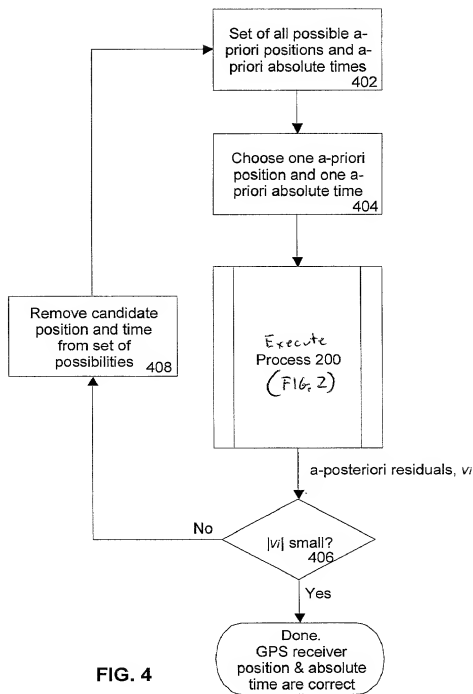 Set of all possible a-
priori positions and a-
priori absolute times
402
Choose one a-priori
position and one a-
priori absolute time
404
Execute
Process 200
(FIG. 2)
Remove candidate
position and time
from set of
possibilities
408
a-posteriori residuals, vi
No
|vi| small?
406
Yes
Done.
GPS receiver
position & absolute
time are correct
FIG. 4